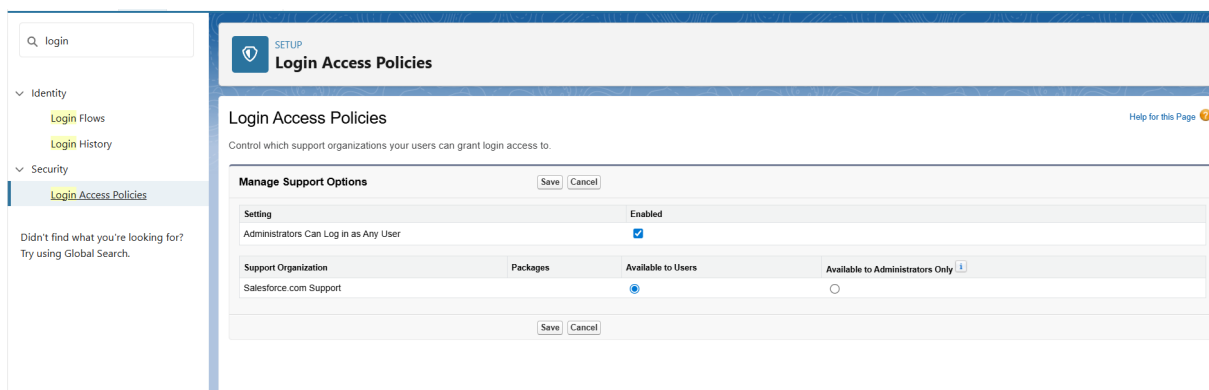 login
Identity
Login Flows
Login History
Security
Login Access Policies
Didn't find what you're looking for?
Try using Global Search.
SETUP
Login Access Policies
Login Access Policies
Help for this Page ?
Control which support organizations your users can grant login access to.
Manage Support Options Save Cancel
Setting Enabled
Administrators Can Log in as Any User
Support Organization Packages Available to Users Available to Administrators Only i
Salesforce.com Support
Save Cancel